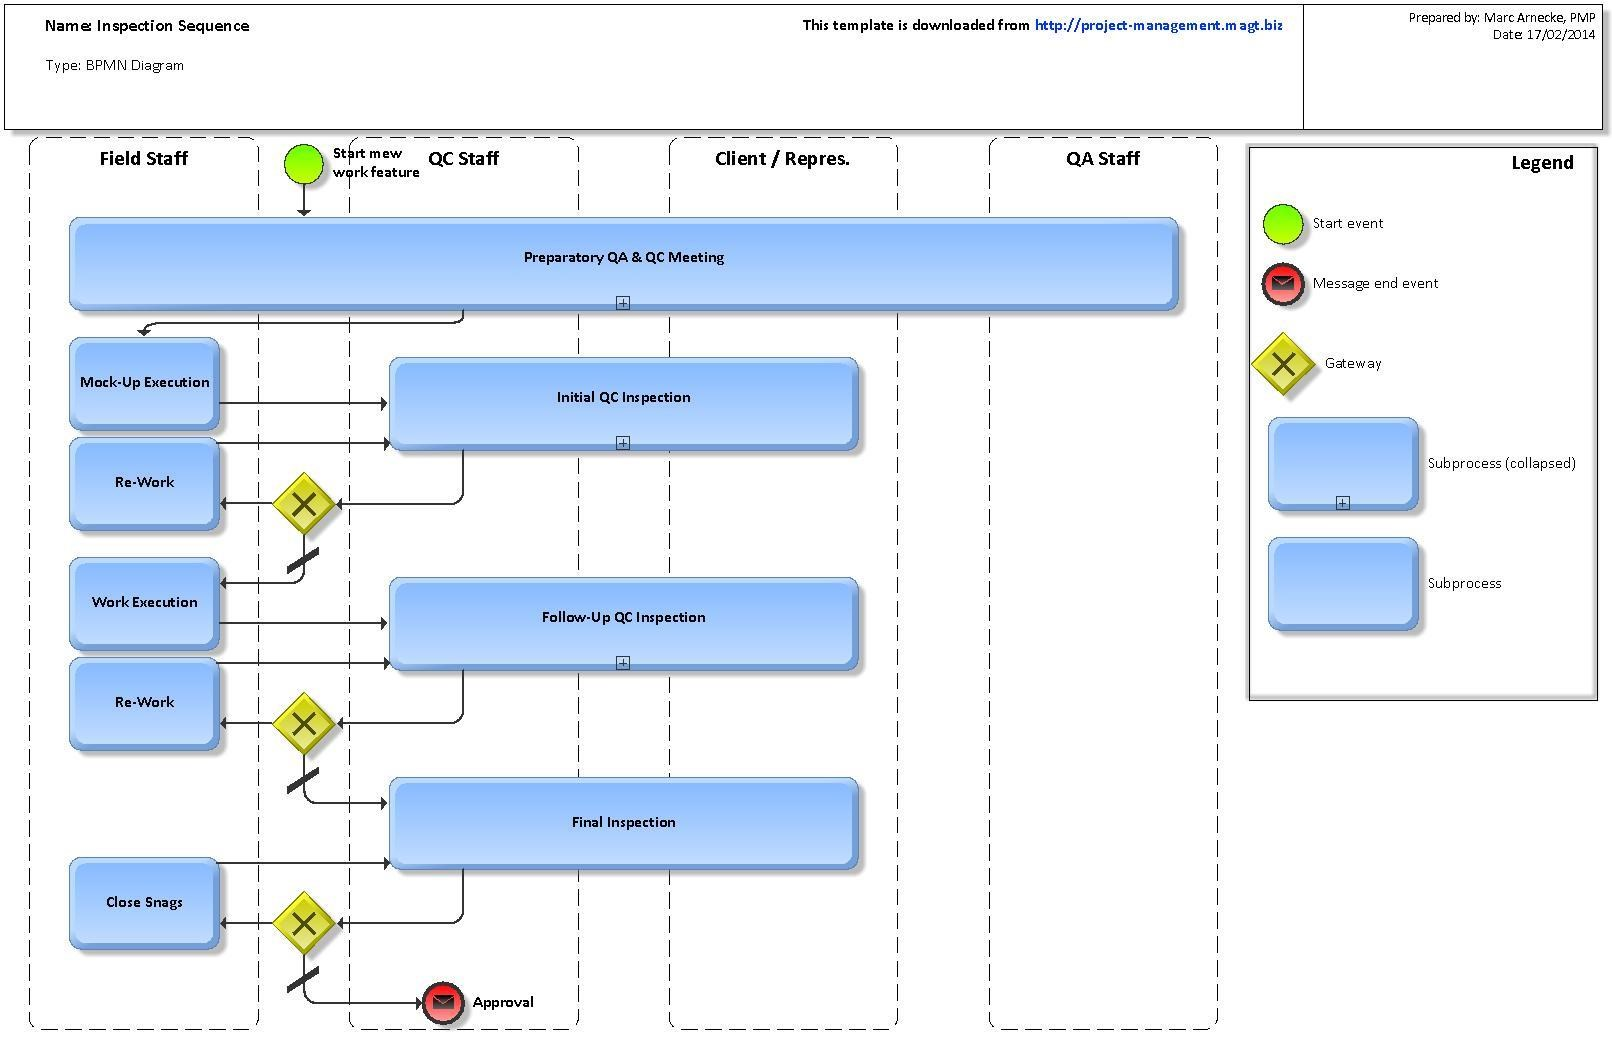 Name: Inspection Sequence
This template is downloaded from http://project-management.magt.biz
Prepared by: Marc Arnecke, PMP
Date: 17/02/2014
Type: BPMN Diagram
Field Staff
Start mew
work feature
QC Staff
Client / Repres.
QA Staff
Legend
Start event
Message end event
Gateway
Subprocess (collapsed)
Subprocess
Preparatory QA & QC Meeting
Mock-Up Execution
Initial QC Inspection
Re-Work
Work Execution
Follow-Up QC Inspection
Re-Work
Final Inspection
Close Snags
Approval